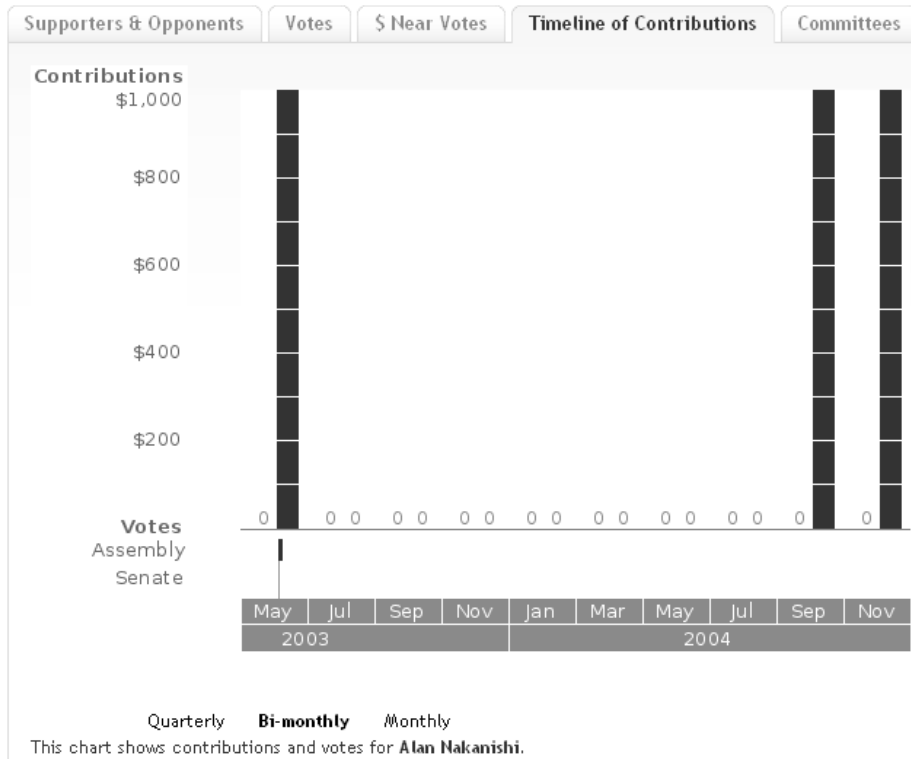 Supporters & Opponents Votes $ Near Votes Timeline of Contributions Committees
Contributions
$1,000
$800
$600
$400
$200
0 0 0 0 0 0 0 0 0 0 0 0 0 0 0 0 0
Votes
Assembly
Senate
May Jul Sep Nov Jan Mar May Jul Sep Nov
2003 2004
Quarterly Bi-monthly Monthly
This chart shows contributions and votes for Alan Nakanishi.